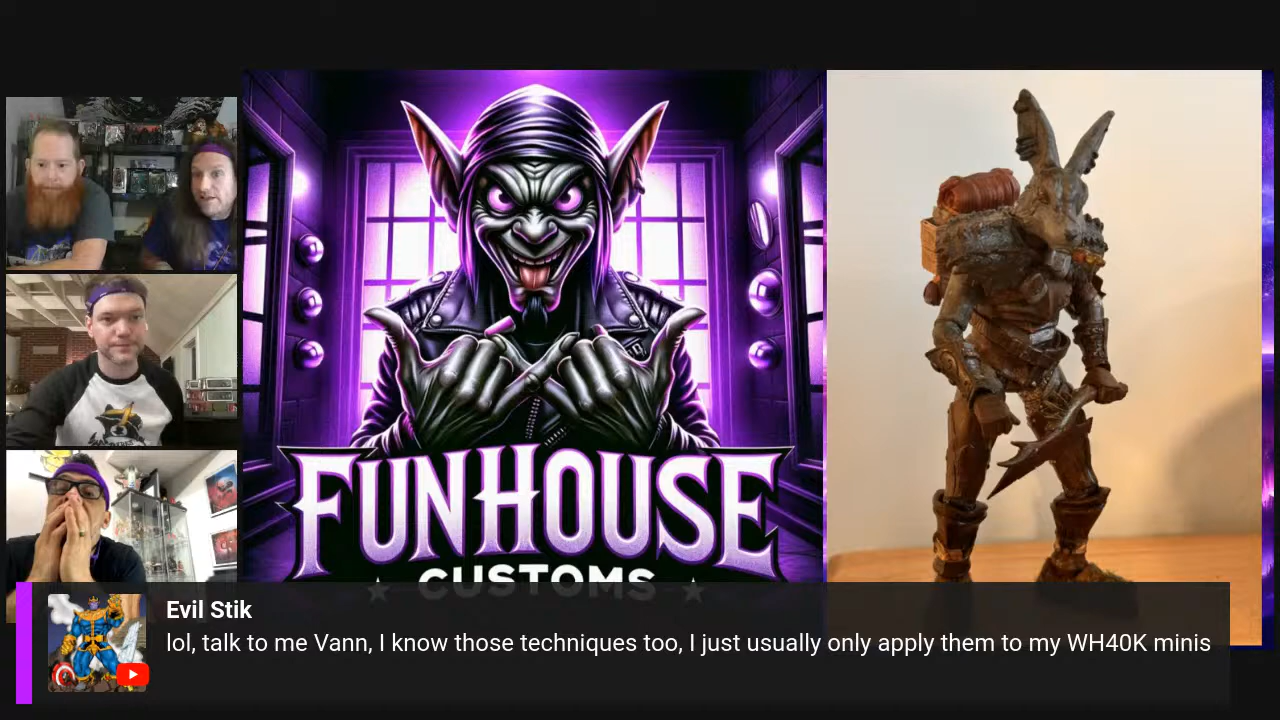 FUNHOUSE
CUSTOMS
Evil Stik
lol, talk to me Vann, I know those techniques too, I just usually only apply them to my WH40K minis